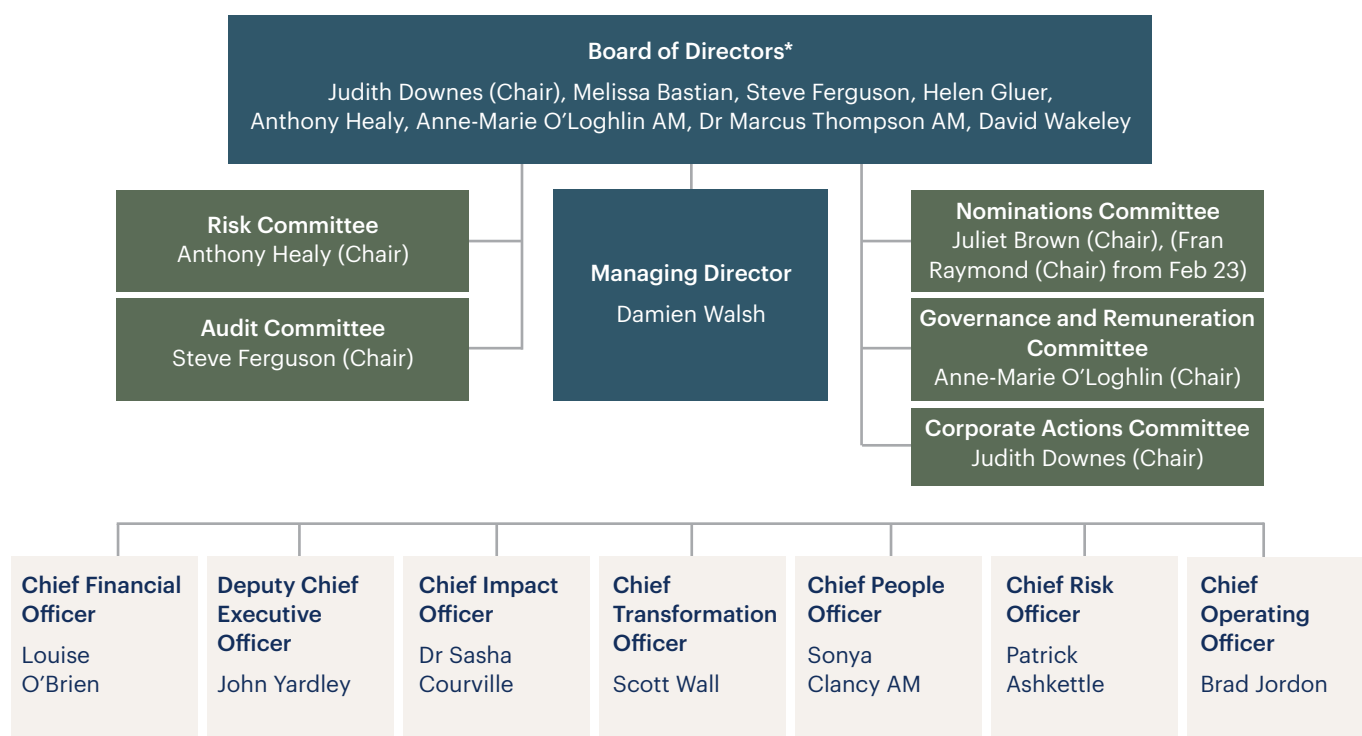 Board of Directors*
Judith Downes (Chair), Melissa Bastian, Steve Ferguson, Helen Gluer,
Anthony Healy, Anne-Marie O’Loghlin AM, Dr Marcus Thompson AM, David Wakeley
Risk Committee
Anthony Healy (Chair)
Audit Committee
Steve Ferguson (Chair)
Managing Director
Damien Walsh
Nominations Committee
Juliet Brown (Chair), (Fran
Raymond (Chair) from Feb 23)
Governance and Remuneration
Committee
Anne-Marie O’Loghlin (Chair)
Corporate Actions Committee
Judith Downes (Chair)
Chief Financial
Officer
Louise
O’Brien
Deputy Chief
Executive
Officer
John Yardley
Chief Impact
Officer
Dr Sasha
Courville
Chief
Transformation
Officer
Scott Wall
Chief People
Officer
Sonya
Clancy AM
Chief Risk
Officer
Patrick
Ashkettle
Chief
Operating
Officer
Brad Jordon